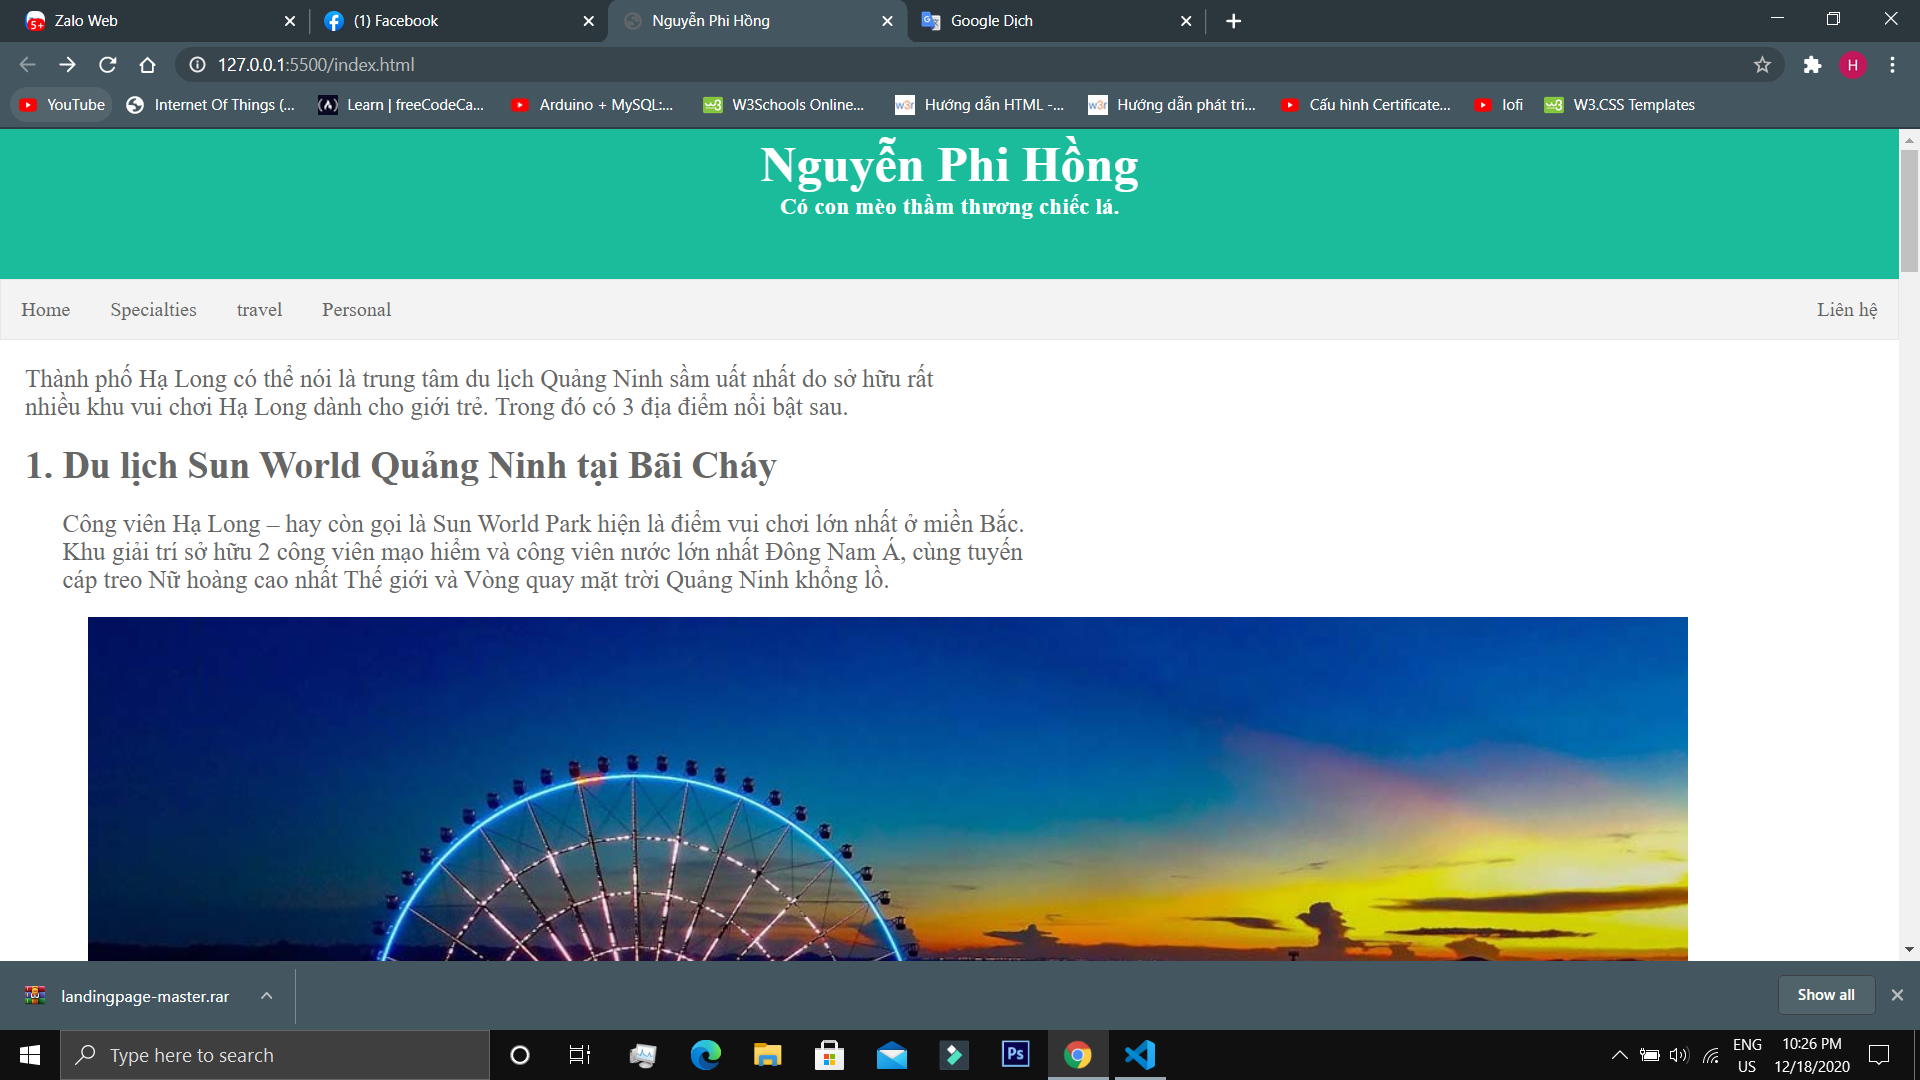 Zalo Web
(1) Facebook
Nguyễn Phi Hồng
Google Dịch
127.0.0.1:5500/index.html
H
YouTube
Internet Of Things (...
Learn | freeCodeCa...
Arduino + MySQL:...
W3Schools Online...
Hướng dẫn HTML -...
Hướng dẫn phát tri...
Cấu hình Certificate...
lofi
W3.CSS Templates
Nguyễn Phi Hồng
Có con mèo thầm thương chiếc lá.
Home
Specialties
travel
Personal
Liên hệ
Thành phố Hạ Long có thể nói là trung tâm du lịch Quảng Ninh sầm uất nhất do sở hữu rất
nhiều khu vui chơi Hạ Long dành cho giới trẻ. Trong đó có 3 địa điểm nổi bật sau.
1. Du lịch Sun World Quảng Ninh tại Bãi Cháy
Công viên Hạ Long – hay còn gọi là Sun World Park hiện là điểm vui chơi lớn nhất ở miền Bắc.
Khu giải trí sở hữu 2 công viên mạo hiểm và công viên nước lớn nhất Đông Nam Á, cùng tuyến
cáp treo Nữ hoàng cao nhất Thế giới và Vòng quay mặt trời Quảng Ninh khổng lồ.
landingpage-master.rar
Show all
Type here to search
Ps
ENG
US
10:26 PM
12/18/2020